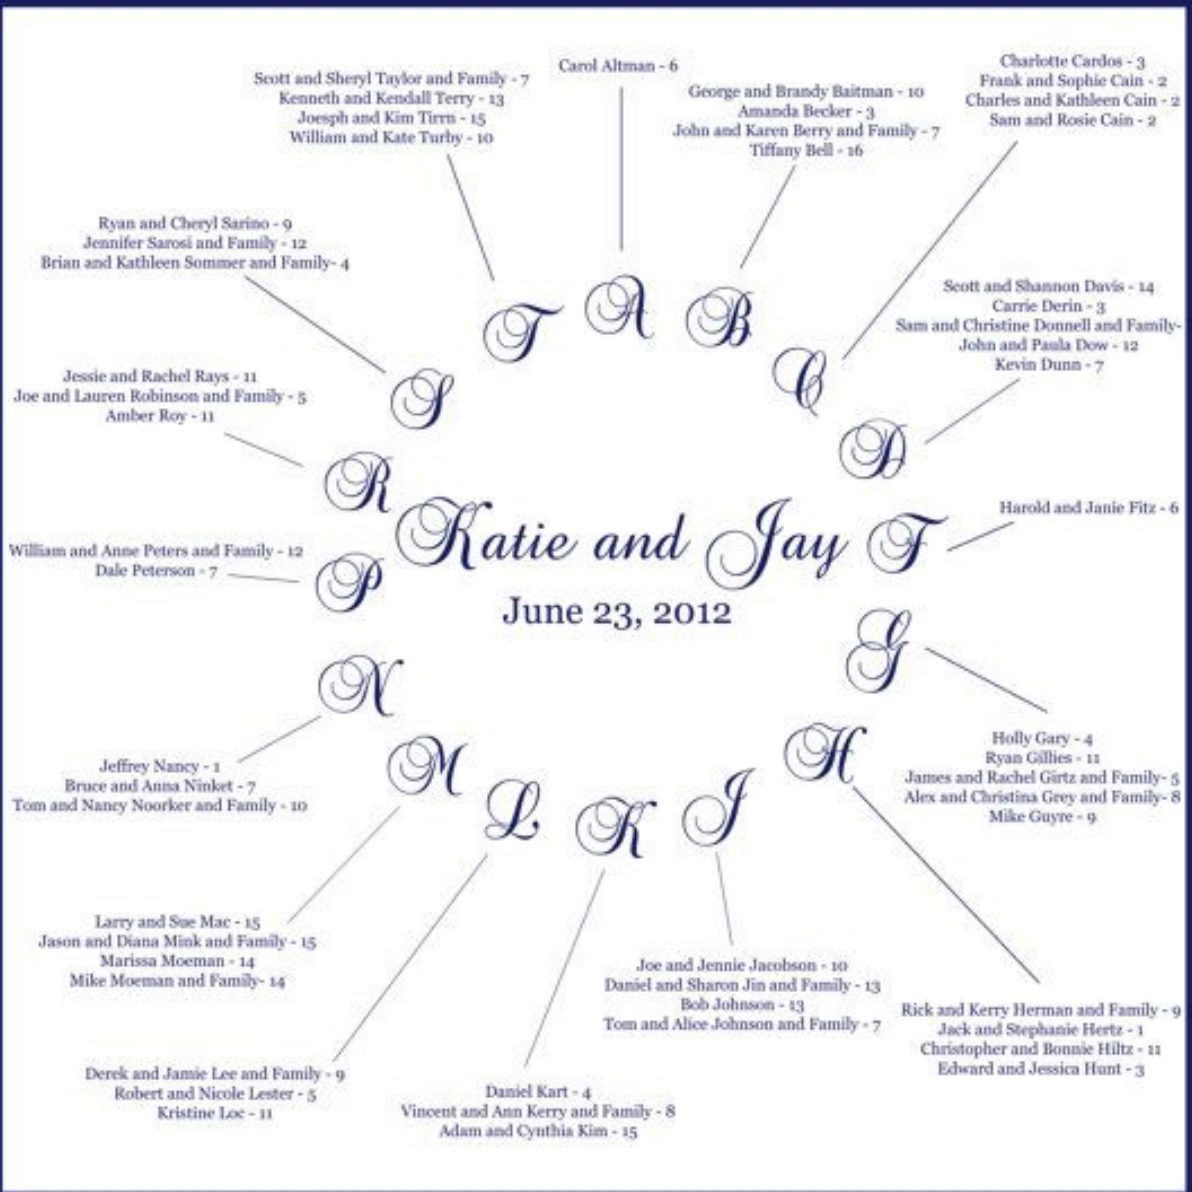 Carol Altman - 6
A
George and Brandy Baitman - 10
Amanda Becker - 3
John and Karen Berry and Family - 7
Tiffany Bell - 16
B
Charlotte Cardos - 3
Frank and Sophie Cain - 2
Charles and Kathleen Cain - 2
Sam and Rosie Cain - 2
C
Scott and Shannon Davis - 14
Carrie Derin - 3
Sam and Christine Donnell and Family-
John and Paula Dow - 12
Kevin Dunn - 7
D
Harold and Janie Fitz - 6
F
Holly Gary - 4
Ryan Gillies - 11
James and Rachel Girtz and Family- 5
Alex and Christina Grey and Family- 8
Mike Guyre - 9
G
Rick and Kerry Herman and Family - 9
Jack and Stephanie Hertz - 1
Christopher and Bonnie Hiltz - 11
Edward and Jessica Hunt - 3
H
Joe and Jennie Jacobson - 10
Daniel and Sharon Jin and Family - 13
Bob Johnson - 13
Tom and Alice Johnson and Family - 7
J
Daniel Kart - 4
Vincent and Ann Kerry and Family - 8
Adam and Cynthia Kim - 15
K
Derek and Jamie Lee and Family - 9
Robert and Nicole Lester - 5
Kristine Loc - 11
L
Larry and Sue Mac - 15
Jason and Diana Mink and Family - 15
Marissa Moeman - 14
Mike Moeman and Family- 14
M
Jeffrey Nancy - 1
Bruce and Anna Ninket - 7
Tom and Nancy Noorker and Family - 10
N
William and Anne Peters and Family - 12
Dale Peterson - 7
P
Jessie and Rachel Rays - 11
Joe and Lauren Robinson and Family - 5
Amber Roy - 11
R
Ryan and Cheryl Sarino - 9
Jennifer Sarosi and Family - 12
Brian and Kathleen Sommer and Family- 4
S
Scott and Sheryl Taylor and Family - 7
Kenneth and Kendall Terry - 13
Joesph and Kim Tirrn - 15
William and Kate Turby - 10
T
Katie and Jay
June 23, 2012